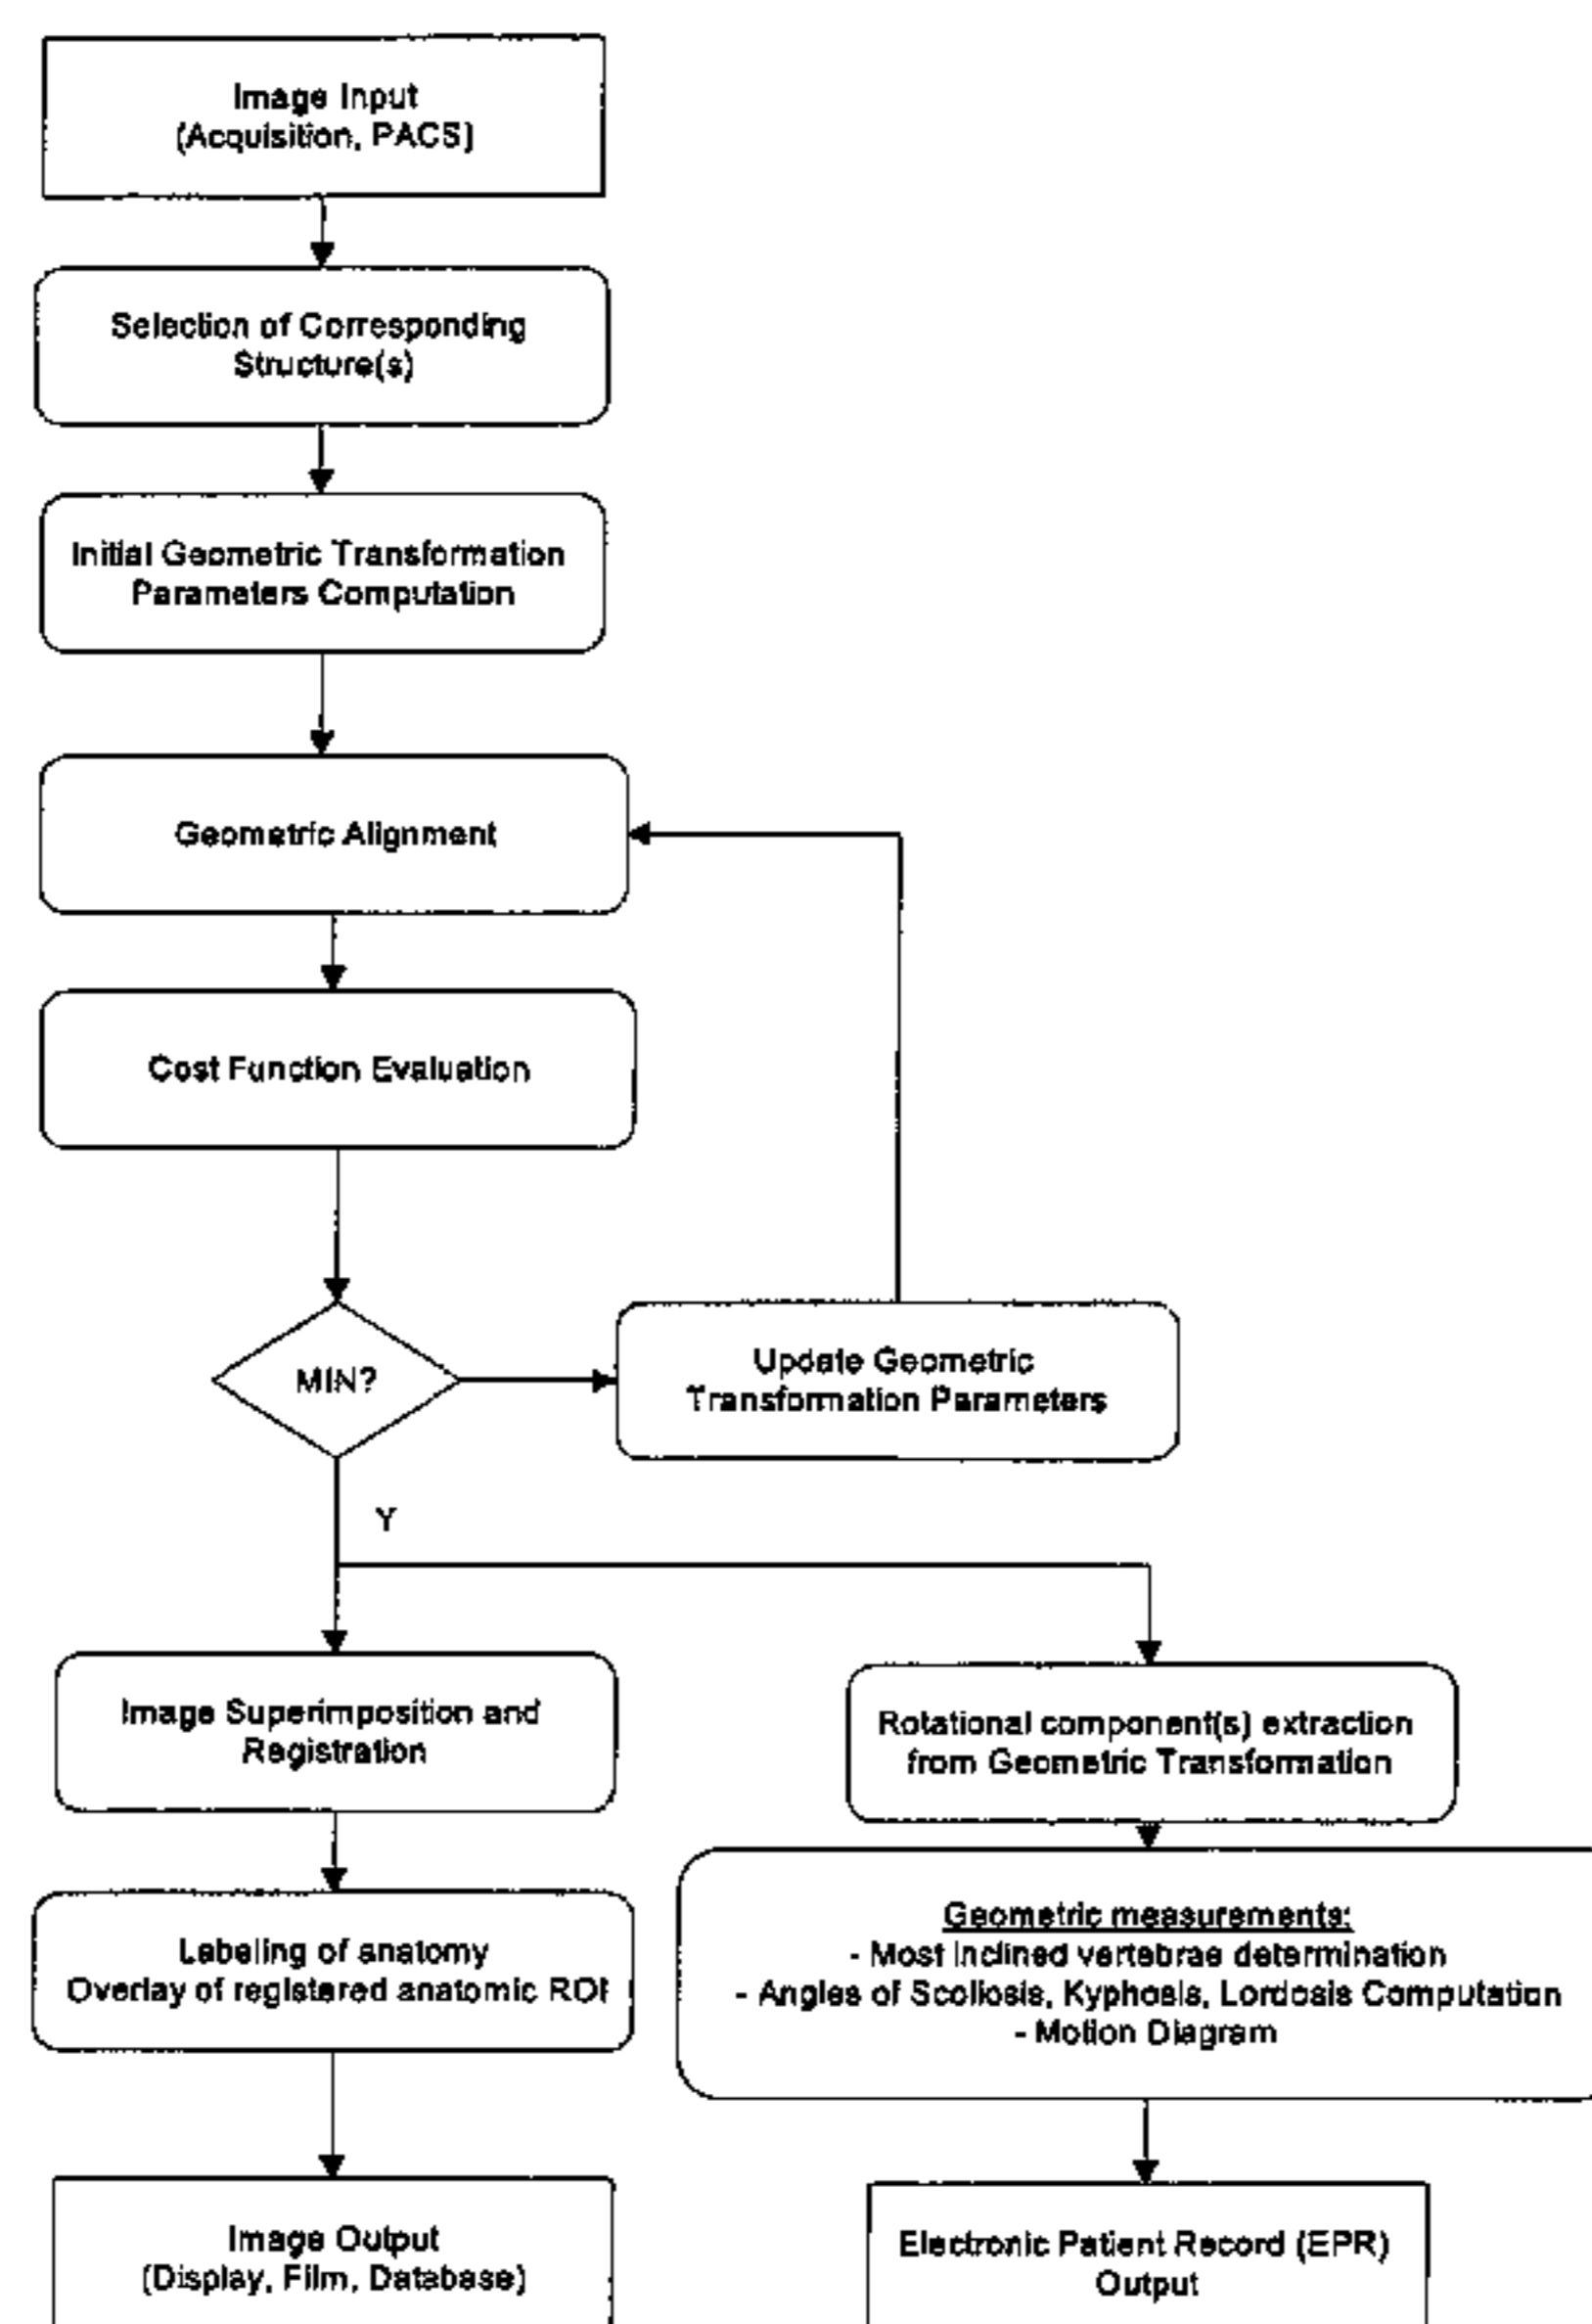 Image Input
(Acquisition, PACS)
Selection of Corresponding
Structure(s)
Initial Geometric Transformation
Parameters Computation
Geometric Alignment
Cost Function Evaluation
MIN?
Update Geometric
Transformation Parameters
Y
Image Superimposition and
Registration
Rotational component(s) extraction
from Geometric Transformation
Labeling of anatomy
Overlay of registered anatomic ROI
Geometric measurements:
- Most inclined vertebrae determination
- Angles of Scoliosis, Kyphosis, Lordosis Computation
- Motion Diagram
Image Output
(Display, Film, Database)
Electronic Patient Record (EPR)
Output